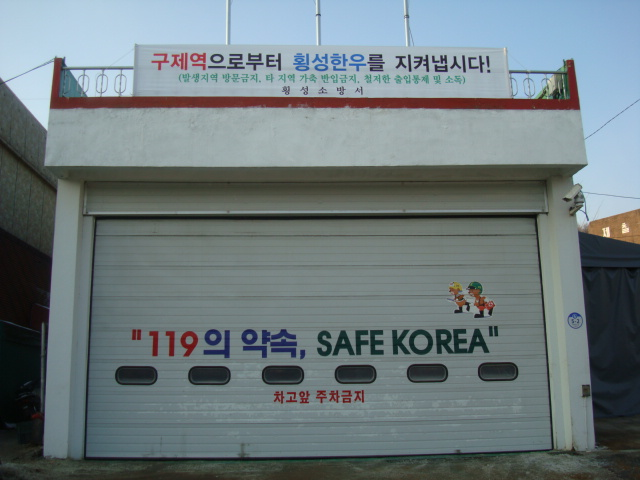 구제역으로부터 횡성한우를 지켜냅시다!
(발생지역 방문금지, 타 지역 가축 반입금지, 철저한 출입통제 및 소독)
횡성소방서
"119의 약속, SAFE KOREA"
차고앞 주차금지